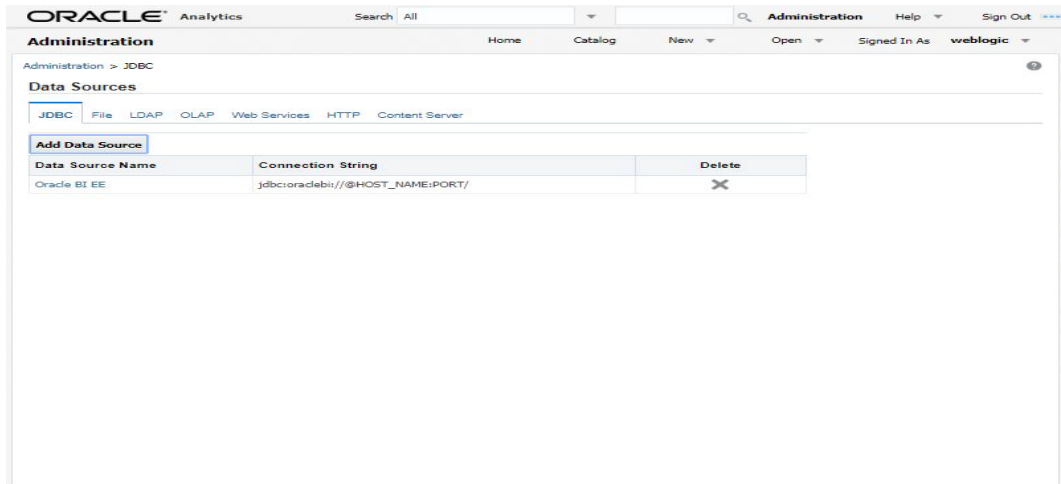 ORACLE Analytics Search All Administration Help Sign Out
Administration Home Catalog New Open Signed In As weblogic
Administration > JDBC
Data Sources
JDBC File LDAP OLAP Web Services HTTP Content Server
Add Data Source
Data Source Name Connection String Delete
Oracle BI EE jdbc:oraclebi://@HOST_NAME:PORT/